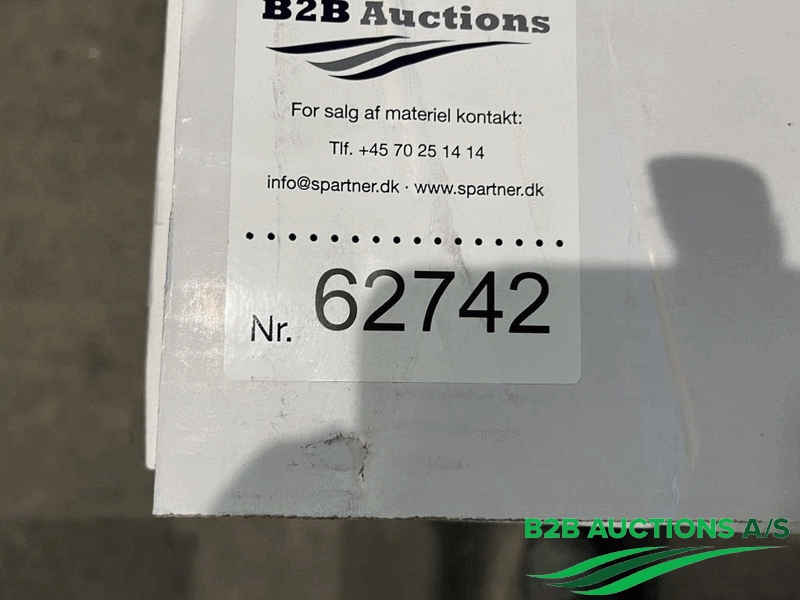 B2B Auctions
For salg af materiel kontakt:
Tlf. +45 70 25 14 14
info@spartner.dk · www.spartner.dk
Nr. 62742
B2B AUCTIONS A/S